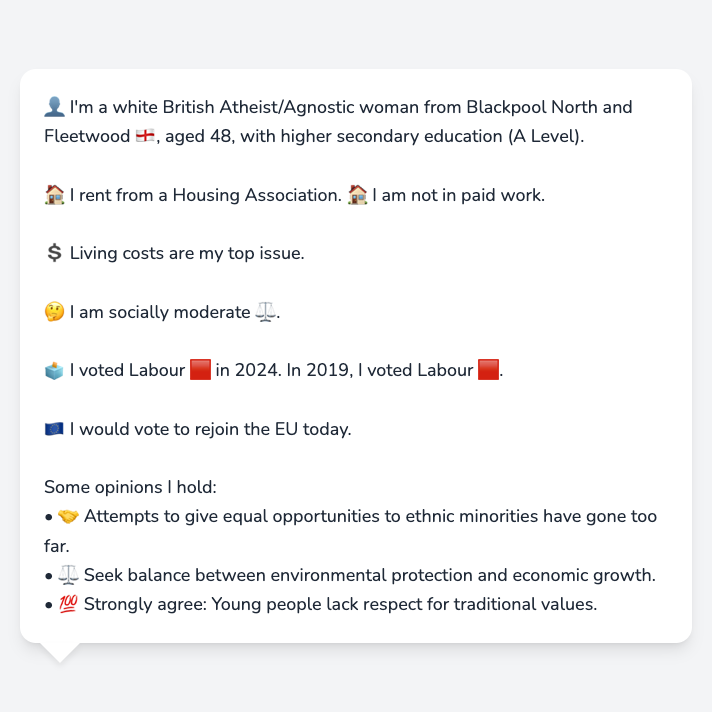 👤 I'm a white British Atheist/Agnostic woman from Blackpool North and
Fleetwood 🏴󠁧󠁢󠁥󠁮󠁧󠁿, aged 48, with higher secondary education (A Level).
🏠 I rent from a Housing Association. 🏠 I am not in paid work.
💲 Living costs are my top issue.
🤔 I am socially moderate ⚖️.
🗳️ I voted Labour 🟥 in 2024. In 2019, I voted Labour 🟥.
🇪🇺 I would vote to rejoin the EU today.
Some opinions I hold:
• 🤝 Attempts to give equal opportunities to ethnic minorities have gone too
far.
• ⚖️ Seek balance between environmental protection and economic growth.
• 💯 Strongly agree: Young people lack respect for traditional values.